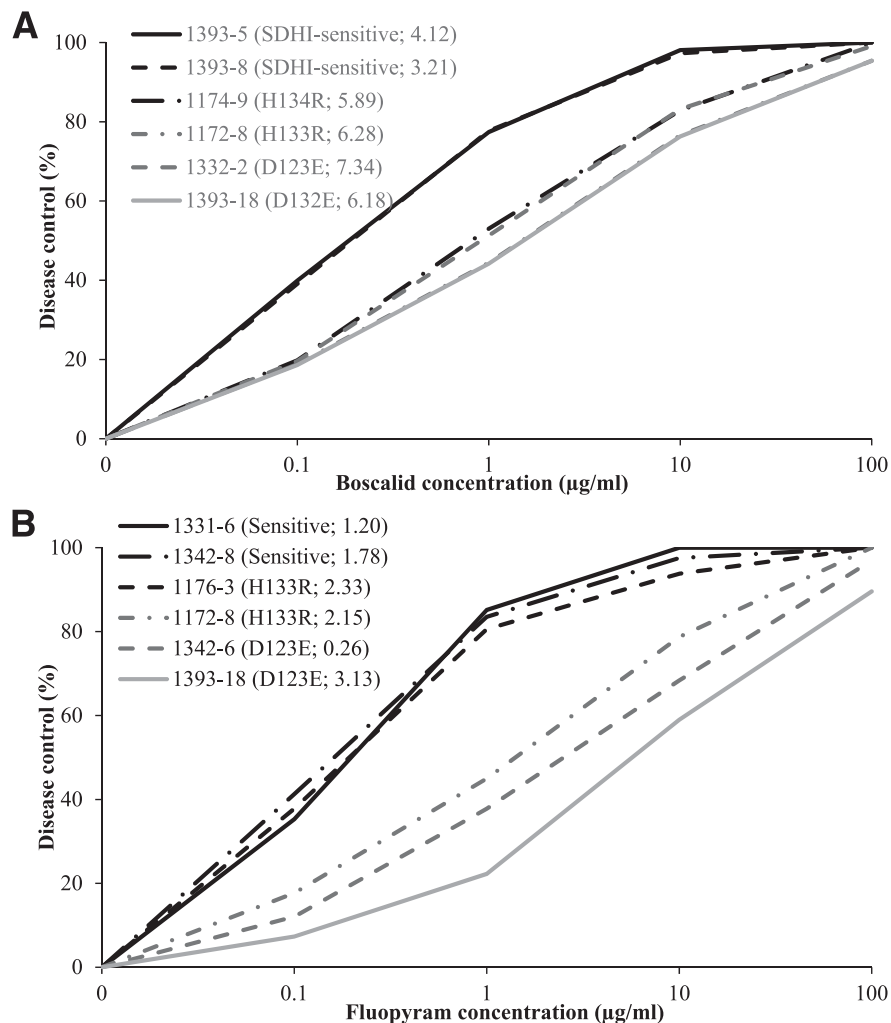 A
100
80
60
40
20
0
Disease control (%)
1393-5 (SDHI-sensitive; 4.12)
1393-8 (SDHI-sensitive; 3.21)
1174-9 (H134R; 5.89)
1172-8 (H133R; 6.28)
1332-2 (D123E; 7.34)
1393-18 (D132E; 6.18)
0 0.1 1 10 100
Boscalid concentration (µg/ml)
B
100
80
60
40
20
0
Disease control (%)
1331-6 (Sensitive; 1.20)
1342-8 (Sensitive; 1.78)
1176-3 (H133R; 2.33)
1172-8 (H133R; 2.15)
1342-6 (D123E; 0.26)
1393-18 (D123E; 3.13)
0 0.1 1 10 100
Fluopyram concentration (µg/ml)